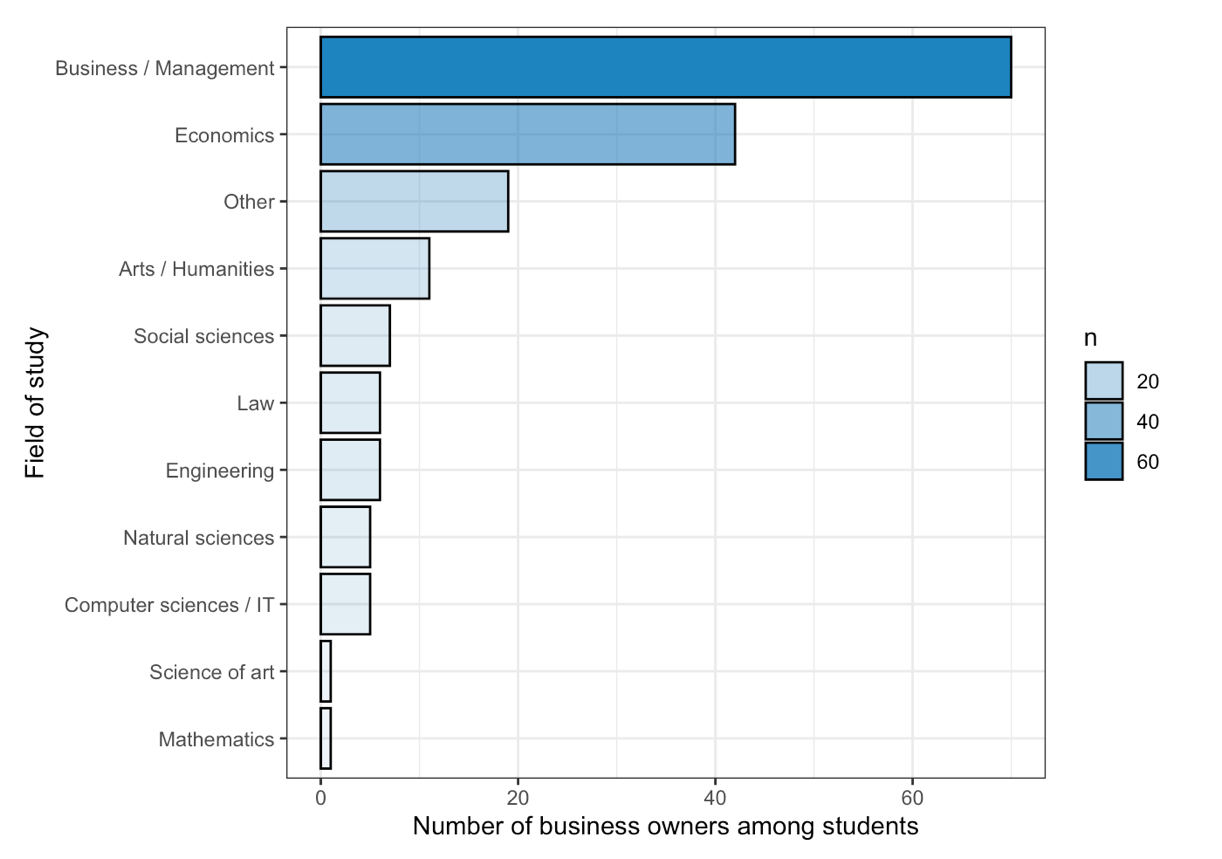 Business / Management
Economics
Other
Arts / Humanities
Social sciences
Law
Engineering
Natural sciences
Computer sciences / IT
Science of art
Mathematics
Field of study
0 20 40 60
Number of business owners among students
n
20
40
60